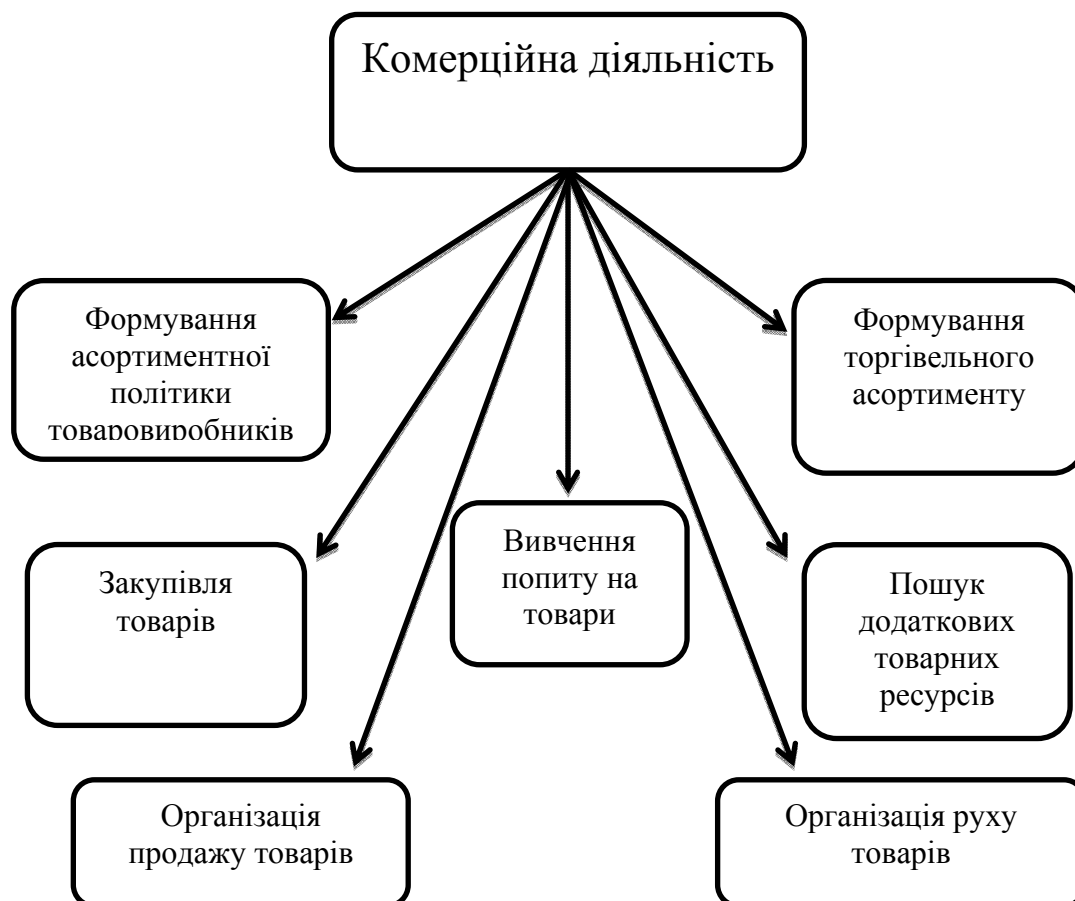 Комерційна діяльність
Формування
асортиментної
політики
товаровиробників
Формування
торгівельного
асортименту
Закупівля
товарів
Вивчення
попиту на
товари
Пошук
додаткових
товарних
ресурсів
Організація
продажу товарів
Організація руху
товарів